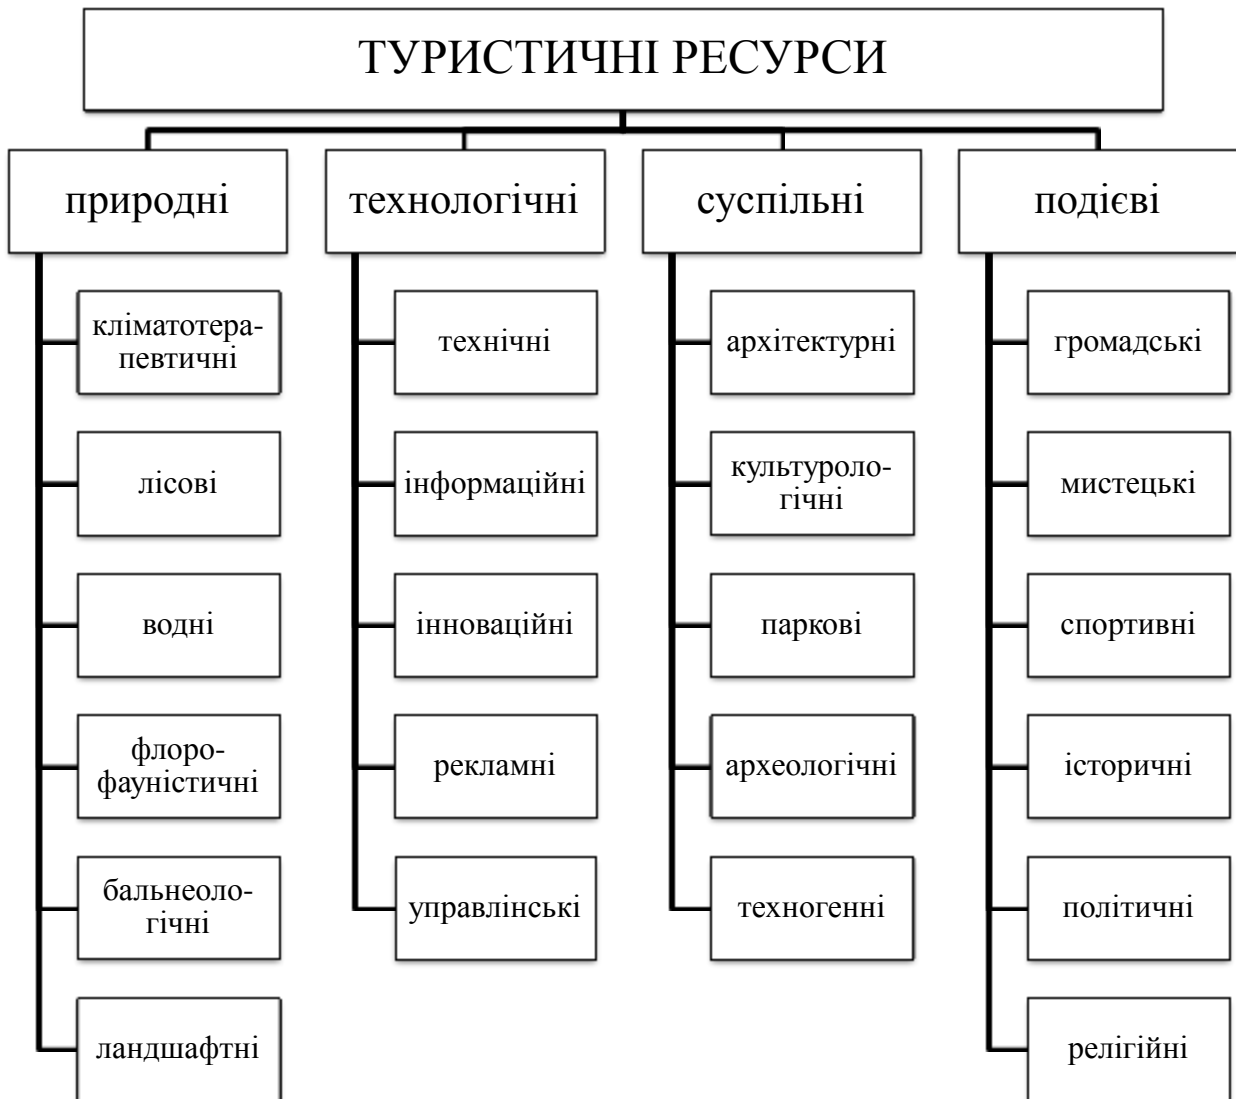 ТУРИСТИЧНІ РЕСУРСИ
природні
технологічні
суспільні
подієві
кліматотера-
певтичні
лісові
водні
флоро-
фауністичні
бальнеоло-
гічні
ландшафтні
технічні
інформаційні
інноваційні
рекламні
управлінські
архітектурні
культуроло-
гічні
паркові
археологічні
техногенні
громадські
мистецькі
спортивні
історичні
політичні
релігійні